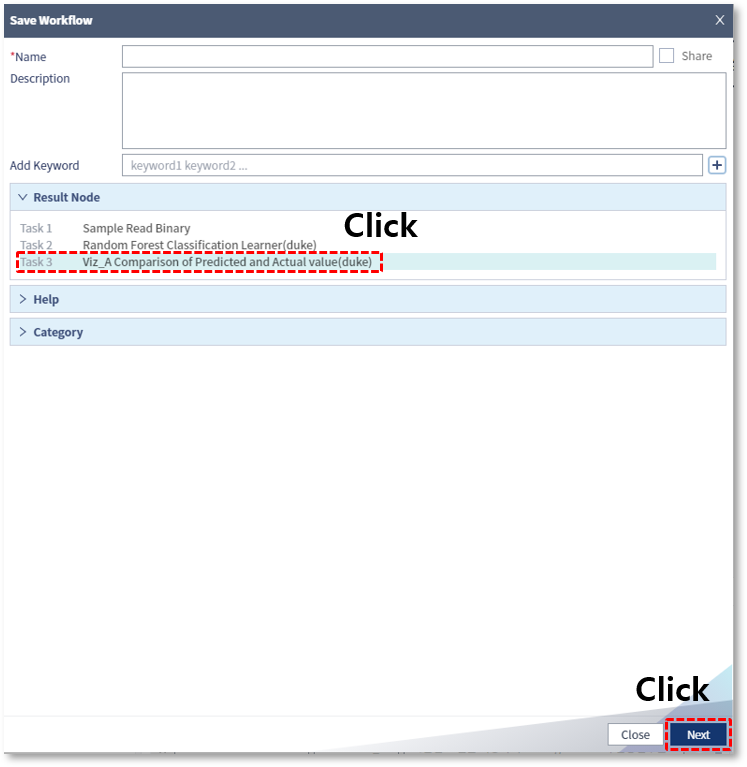 Save Workflow X
*Name Share
Description
Add Keyword keyword1 keyword2 ... +
Result Node
Click
Task 1 Sample Read Binary
Task 2 Random Forest Classification Learner(duke)
Task 3 Viz_A Comparison of Predicted and Actual value(duke)
Help
Category
Click
Close Next